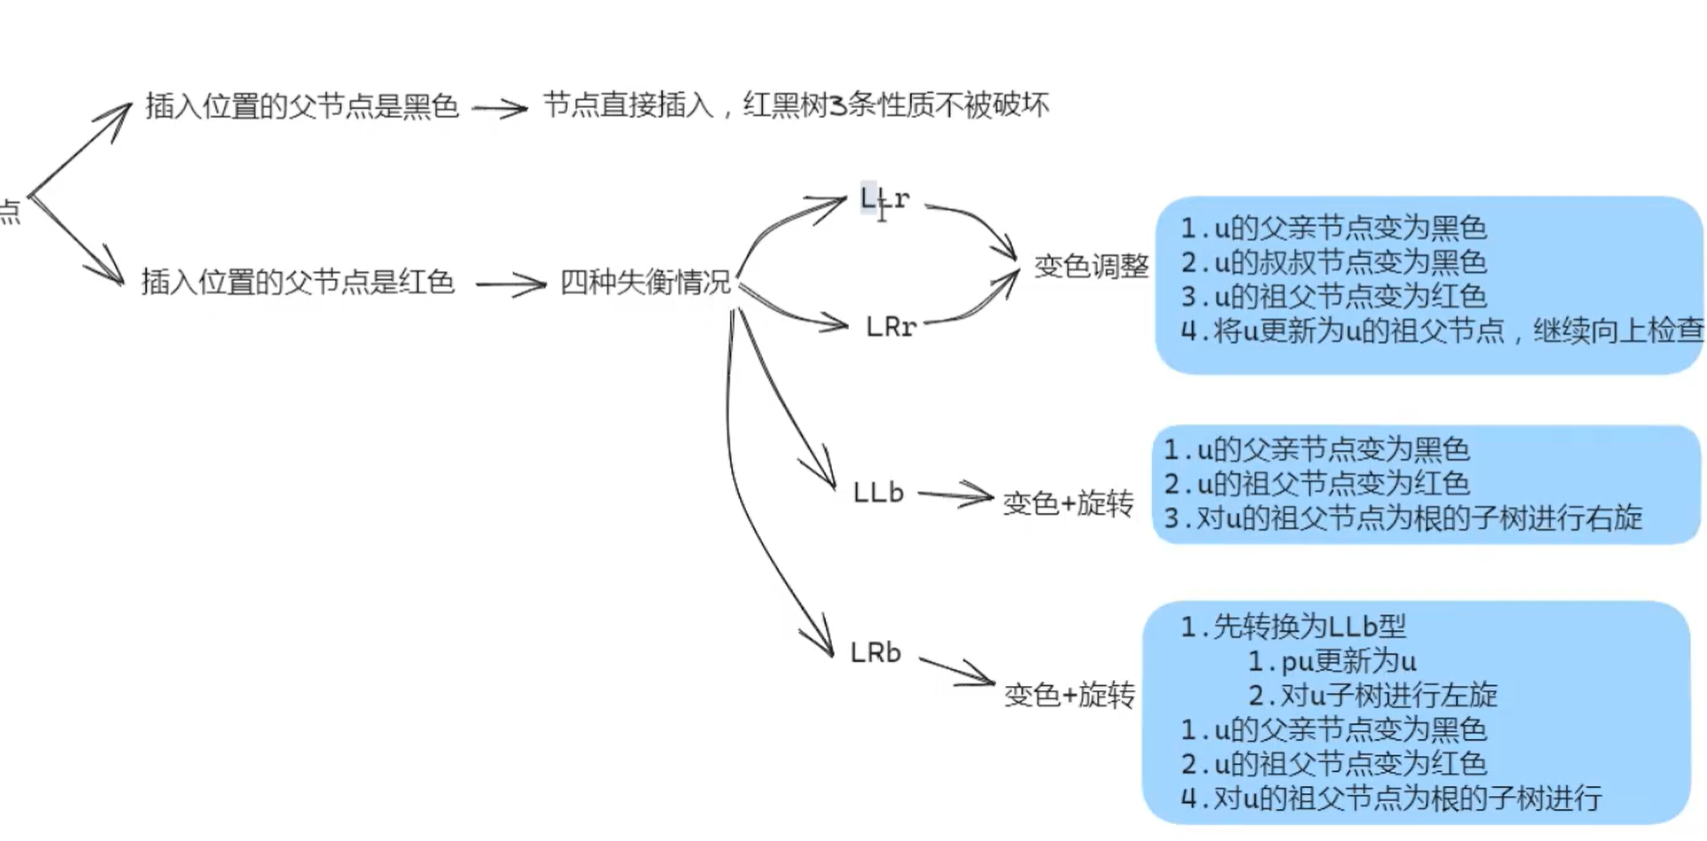 插入位置的父节点是黑色
节点直接插入，红黑树3条性质不被破坏
点
插入位置的父节点是红色
四种失衡情况
LLr
LRr
变色调整
1.u的父亲节点变为黑色
2.u的叔叔节点变为黑色
3.u的祖父节点变为红色
4.将u更新为u的祖父节点，继续向上检查
LLb
变色+旋转
1.u的父亲节点变为黑色
2.u的祖父节点变为红色
3.对u的祖父节点为根的子树进行右旋
LRb
变色+旋转
1.先转换为LLb型
1.pu更新为u
2.对u子树进行左旋
1.u的父亲节点变为黑色
2.u的祖父节点变为红色
4.对u的祖父节点为根的子树进行